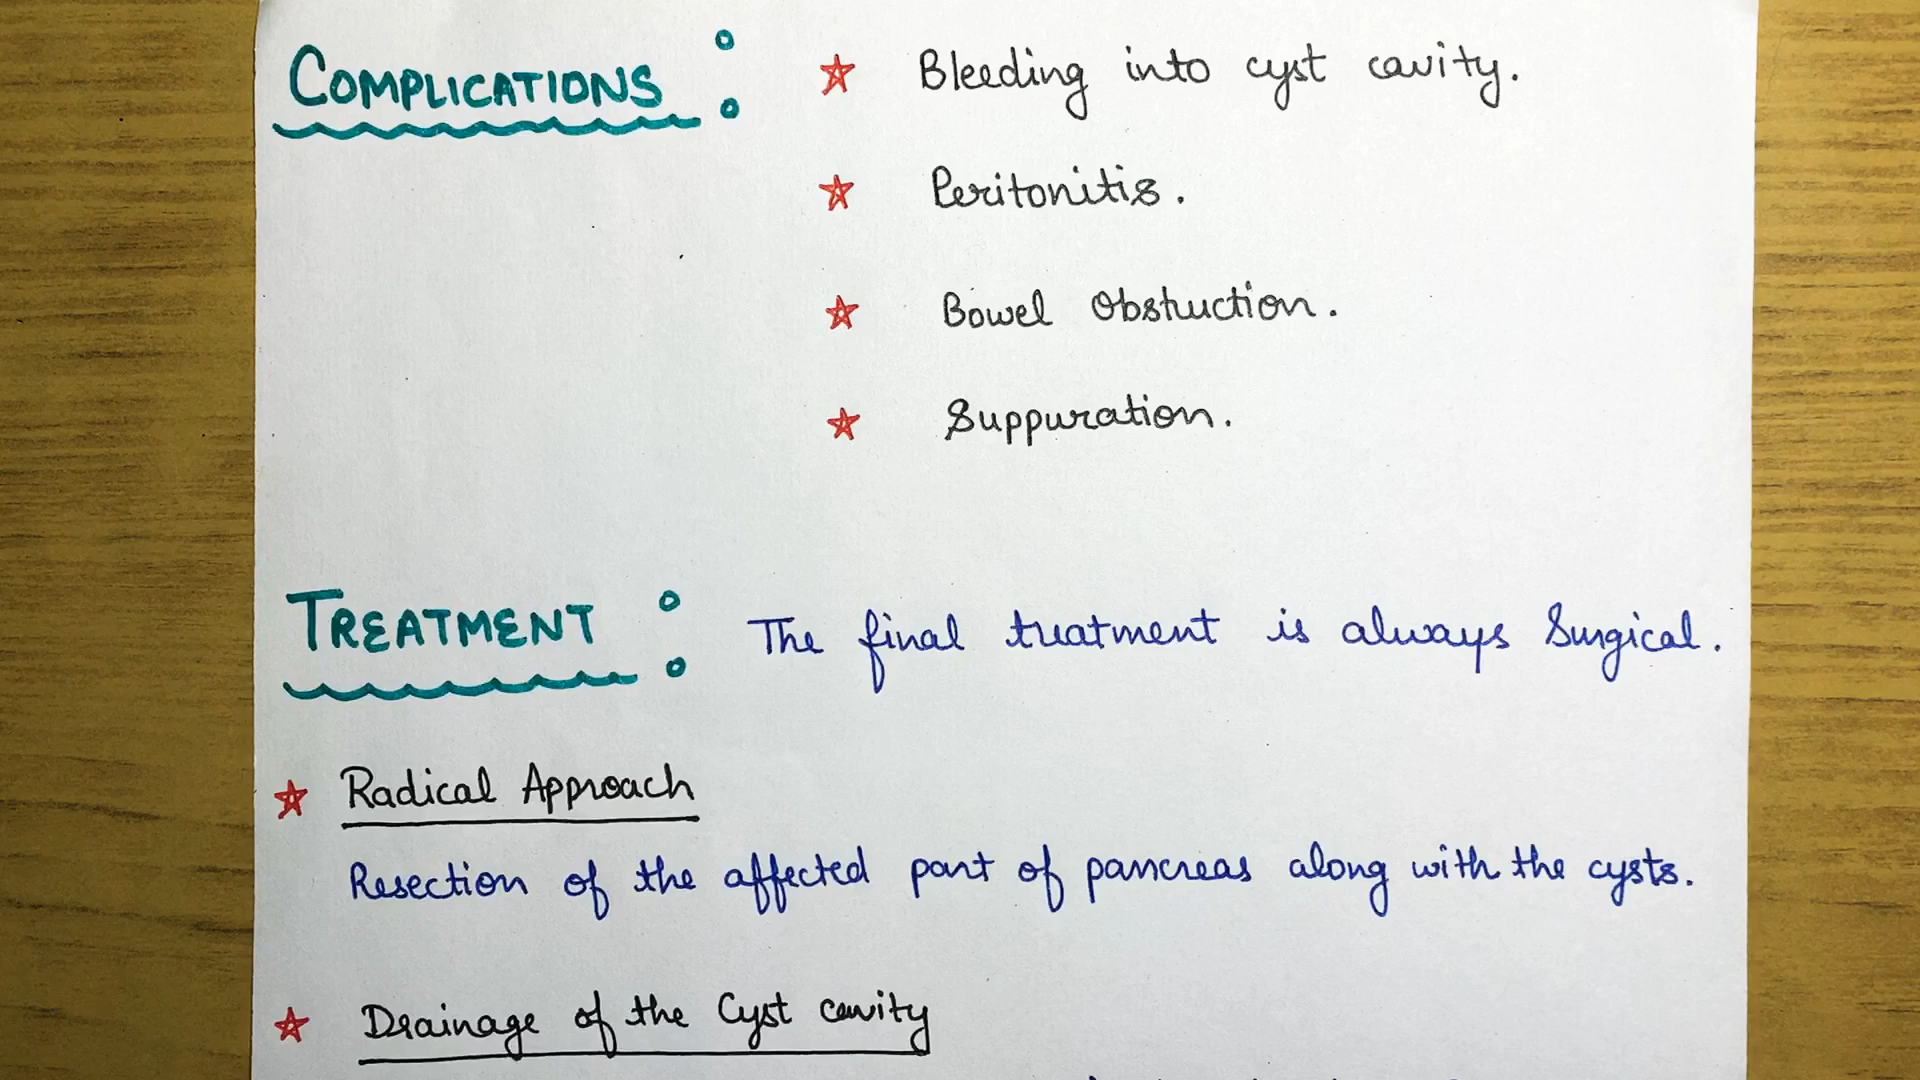 COMPLICATIONS : ☆ Bleeding into cyst cavity.
☆ Peritonitis.
☆ Bowel Obstuction.
☆ Suppuration.
TREATMENT : The final treatment is always Surgical.
☆ Radical Approach
Resection of the affected part of pancreas along with the cysts.
☆ Drainage of the Cyst cavity